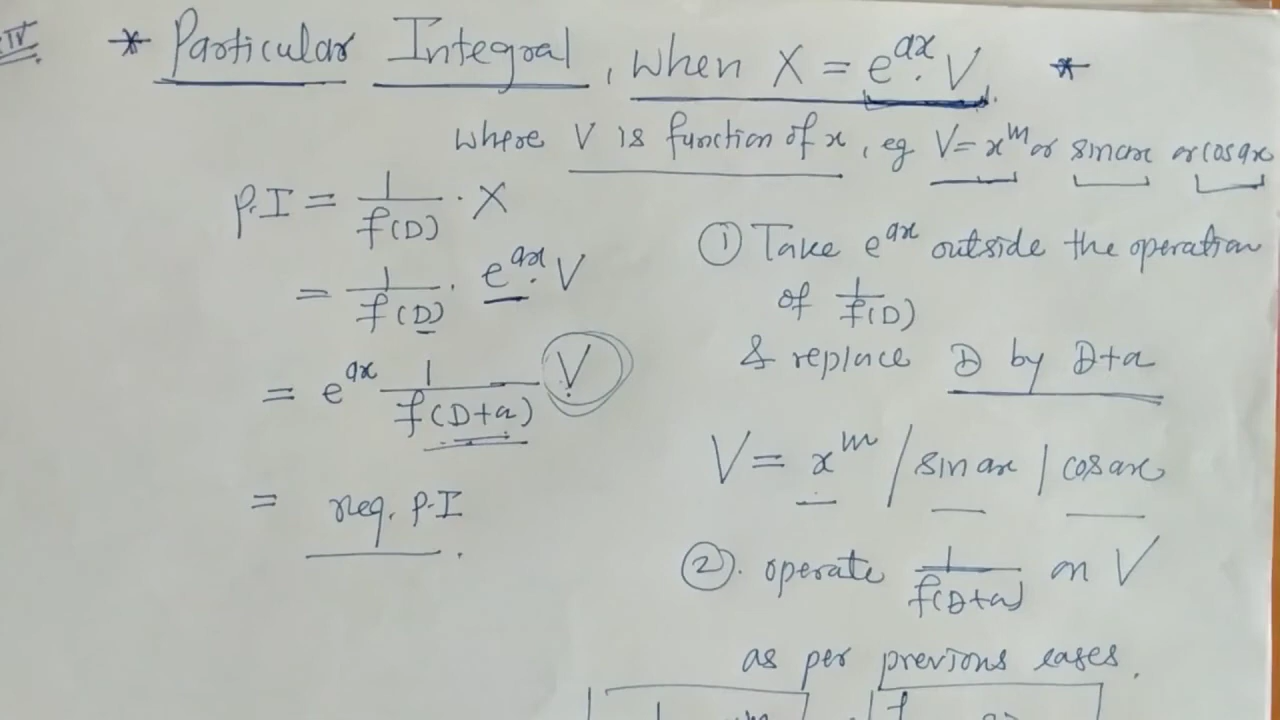 IV
* Particular Integral, when X = e^{ax}.V *
where V is function of x, eg V = x^m or sin ax or cos ax
P.I = 1/f(D) . X
= 1/f(D) . e^{ax}.V
= e^{ax} 1/f(D+a) V
= req. P.I.
① Take e^{ax} outside the operation
of 1/f(D)
& replace D by D+a
V = x^m / sin ax / cos ax
②. operate 1/f(D+a) on V
as per previous cases.